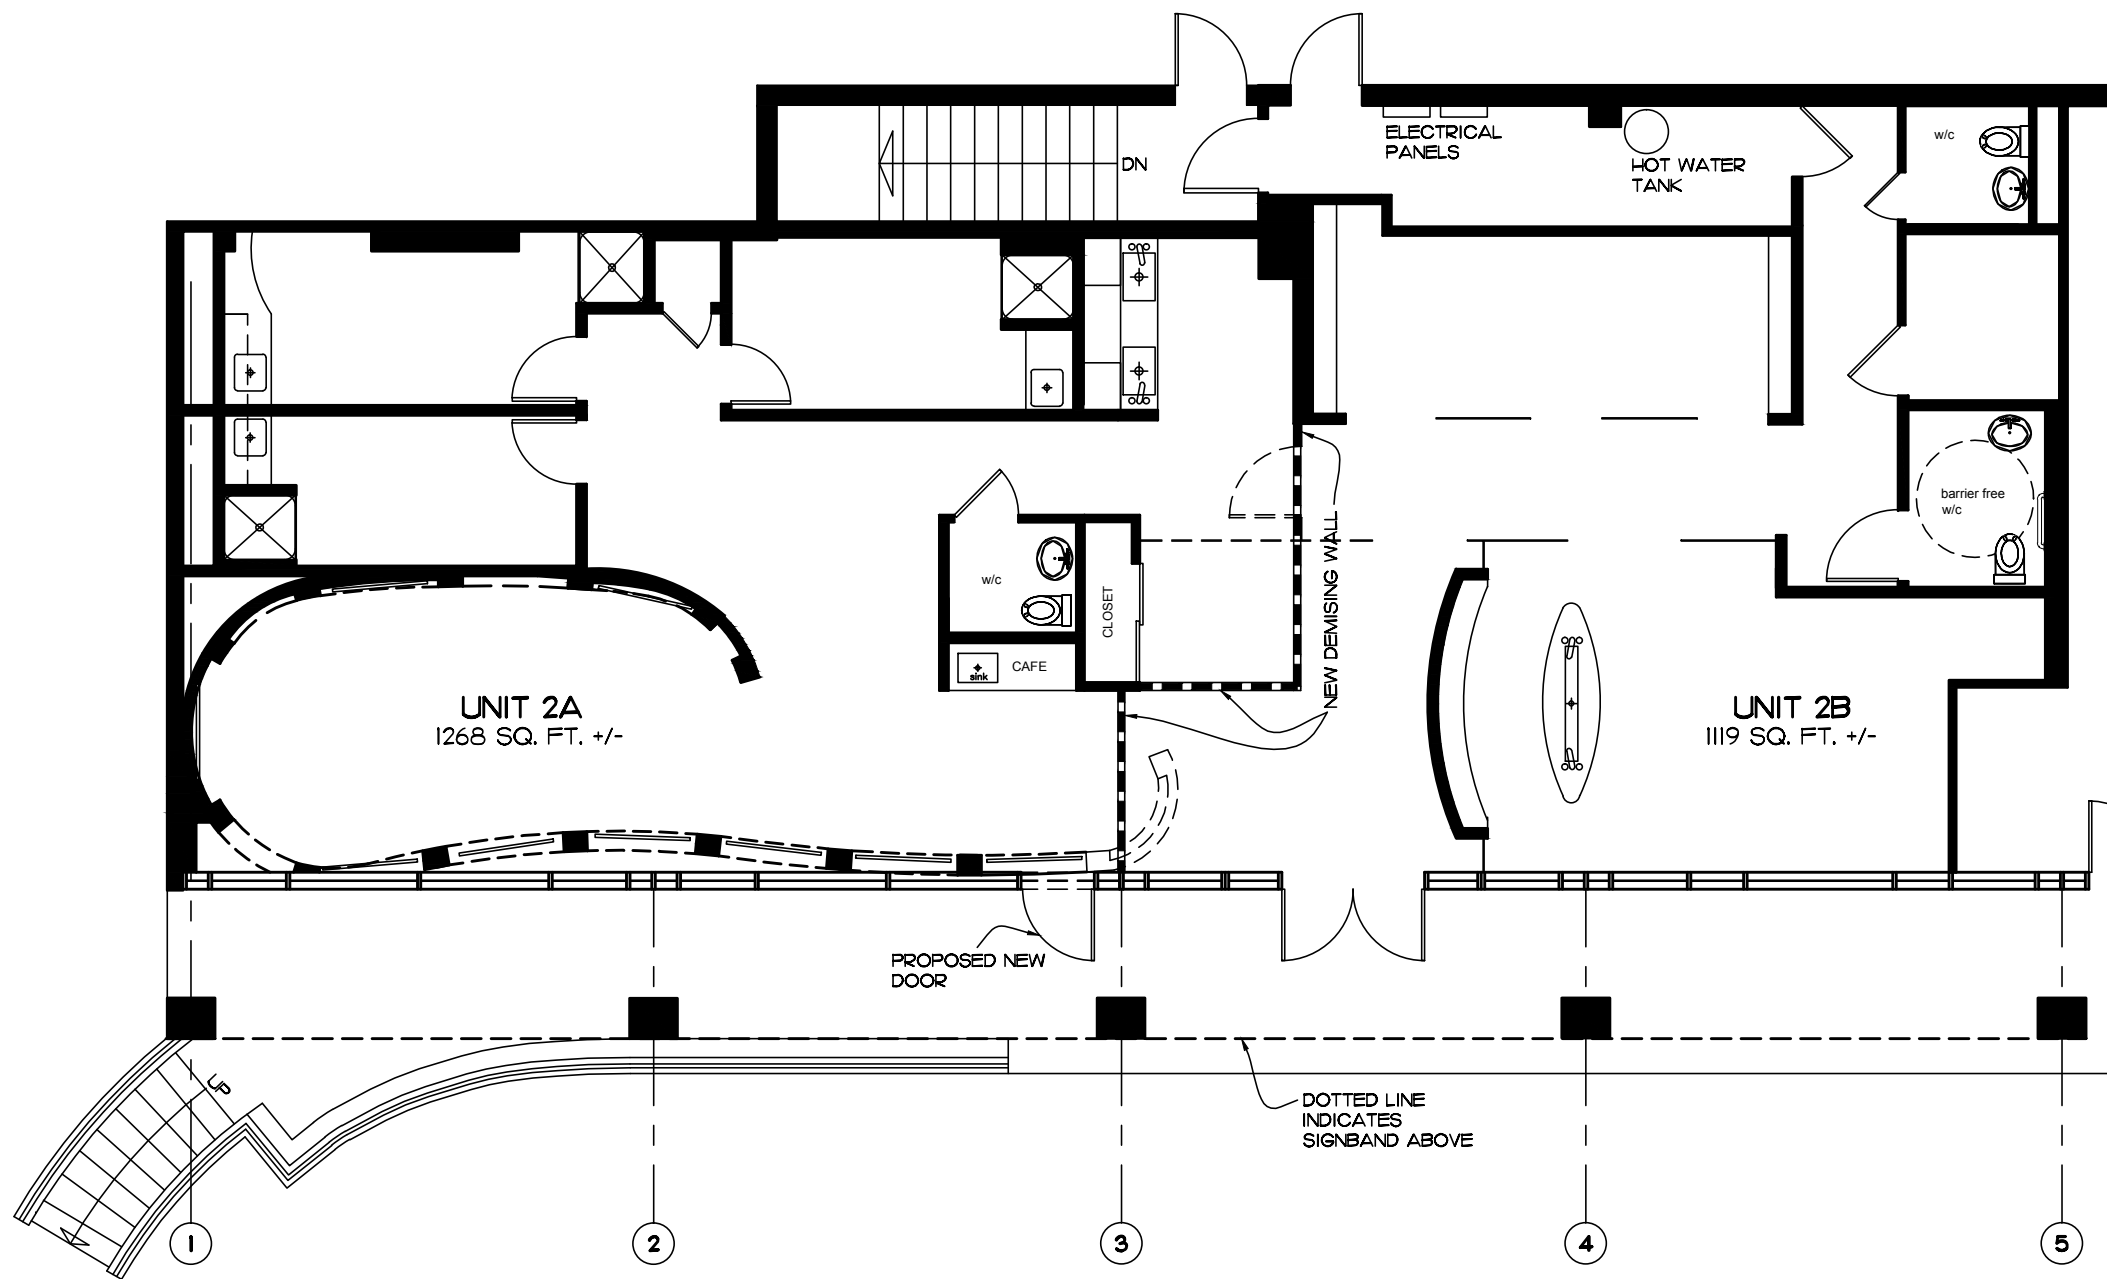 ELECTRICAL
PANELS
w/c
DN
HOT WATER
TANK
barrier free
w/c
NEW DEMISING WALL
w/c
CLOSET
CAFE
sink
UNIT 2A
1268 SQ. FT. +/-
UNIT 2B
1119 SQ. FT. +/-
PROPOSED NEW
DOOR
UP
DOTTED LINE
INDICATES
SIGNBAND ABOVE
1
2
3
4
5